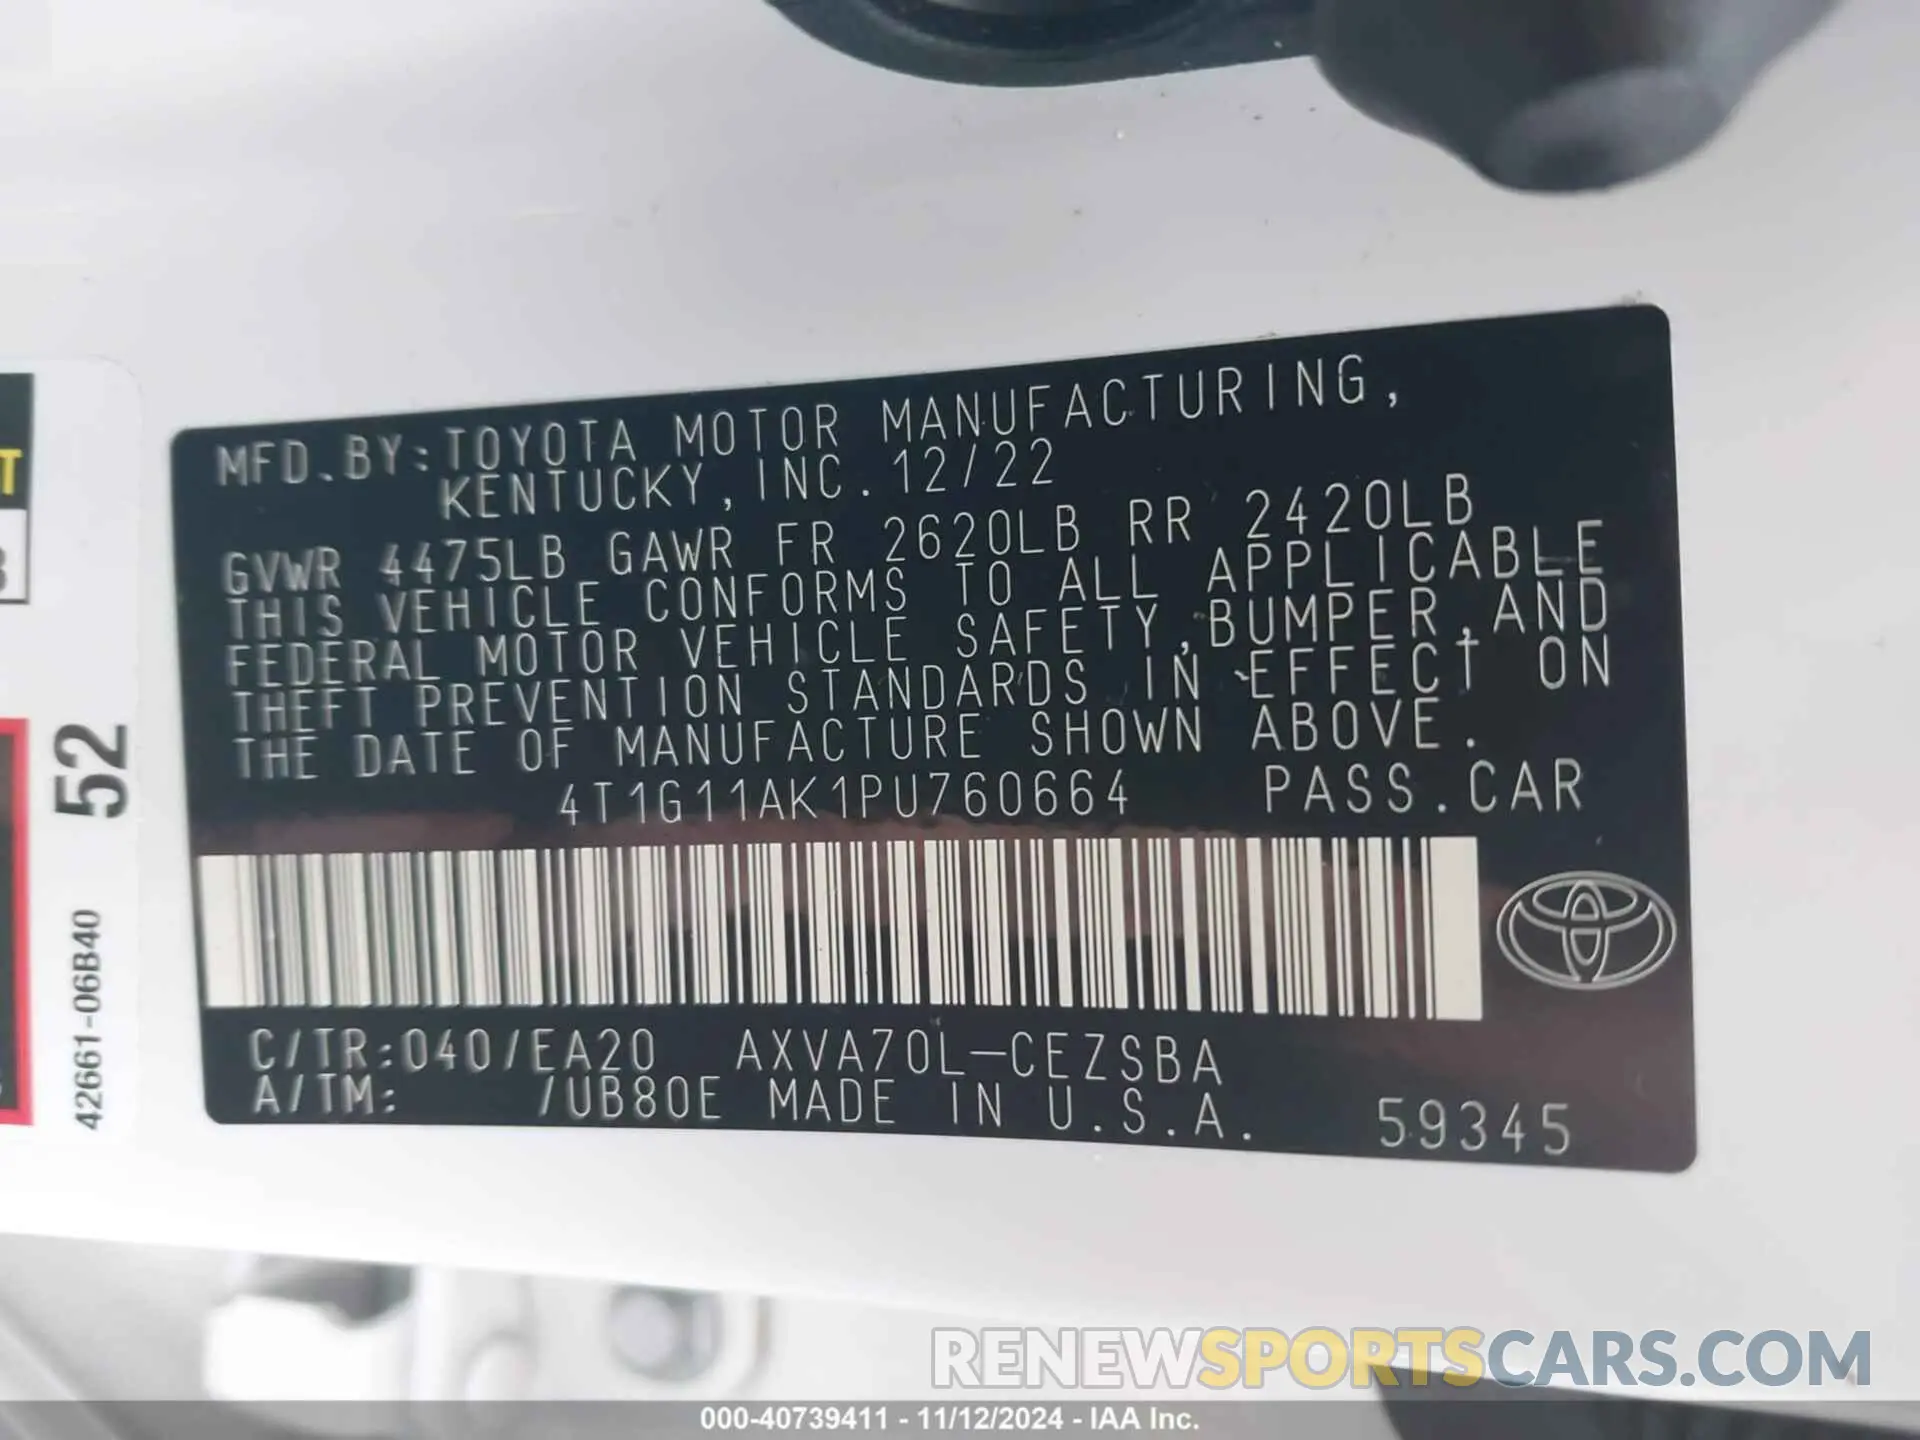 MFD.BY:TOYOTA MOTOR MANUFACTURING,
KENTUCKY, INC. 12/22
GVWR 4475LB GAWR FR 2620LB RR 2420LB
THIS VEHICLE CONFORMS TO ALL APPLICABLE
FEDERAL MOTOR VEHICLE SAFETY,BUMPER,AND
THEFT PREVENTION STANDARDS IN EFFECT ON
THE DATE OF MANUFACTURE SHOWN ABOVE.
4T1G11AK1PU760664 PASS.CAR
C/TR:040/EA20 AXVA70L-CEZSBA
A/TM: /UB80E MADE IN U.S.A. 59345
T
52
42661-06B40
RENEWSPORTSCARS.COM
000-40739411 - 11/12/2024 - IAA Inc.